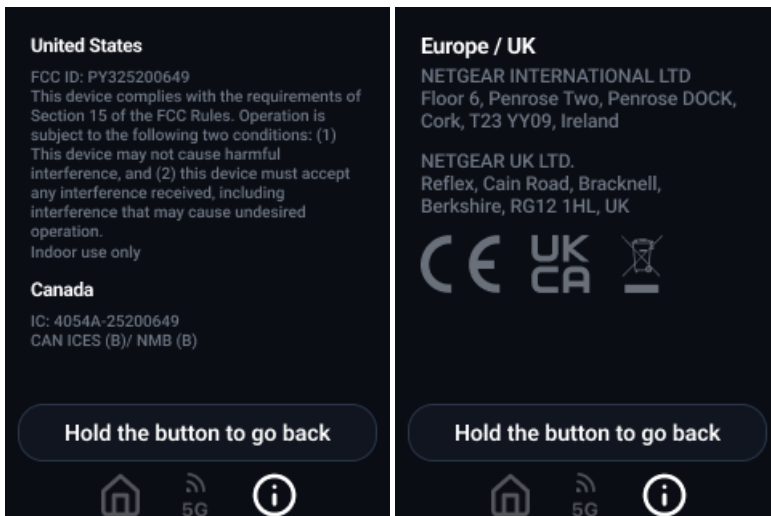 United States
FCC ID: PY325200649
This device complies with the requirements of
Section 15 of the FCC Rules. Operation is
subject to the following two conditions: (1)
This device may not cause harmful
interference, and (2) this device must accept
any interference received, including
interference that may cause undesired
operation.
Indoor use only
Canada
IC: 4054A-25200649
CAN ICES (B)/ NMB (B)
Hold the button to go back
5G
Europe / UK
NETGEAR INTERNATIONAL LTD
Floor 6, Penrose Two, Penrose DOCK,
Cork, T23 YY09, Ireland
NETGEAR UK LTD.
Reflex, Cain Road, Bracknell,
Berkshire, RG12 1HL, UK
CE
UK
CA
Hold the button to go back
5G